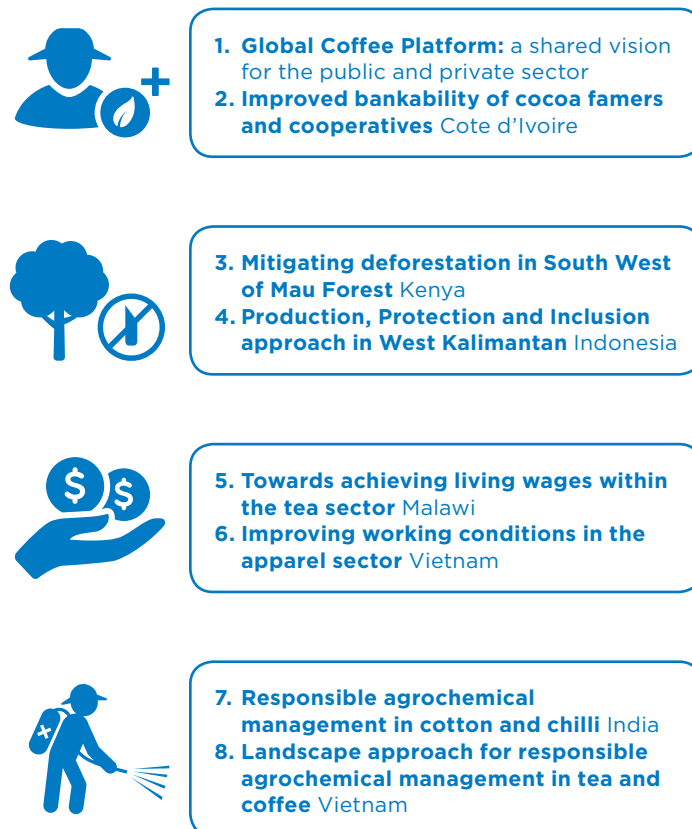 1. Global Coffee Platform: a shared vision
for the public and private sector
2. Improved bankability of cocoa famers
and cooperatives Cote d’Ivoire
3. Mitigating deforestation in South West
of Mau Forest Kenya
4. Production, Protection and Inclusion
approach in West Kalimantan Indonesia
$ $
5. Towards achieving living wages within
the tea sector Malawi
6. Improving working conditions in the
apparel sector Vietnam
7. Responsible agrochemical
management in cotton and chilli India
8. Landscape approach for responsible
agrochemical management in tea and
coffee Vietnam